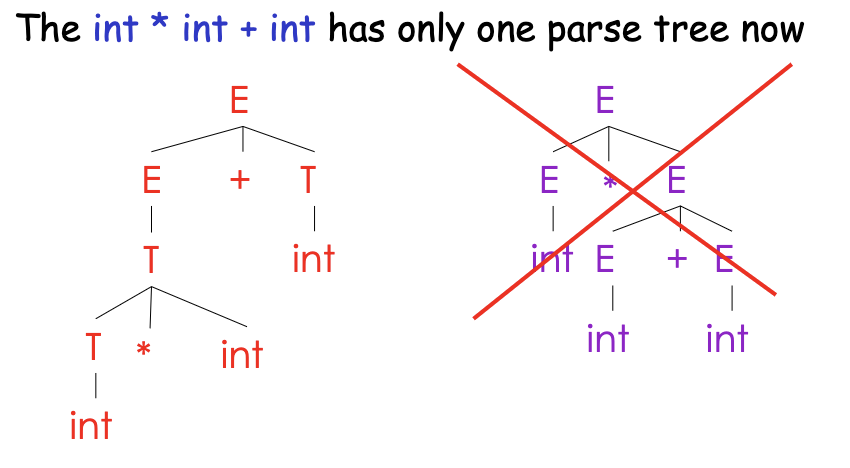 The int * int + int has only one parse tree now
E E
E + T E * E
T int int E + E
T * int int int
int